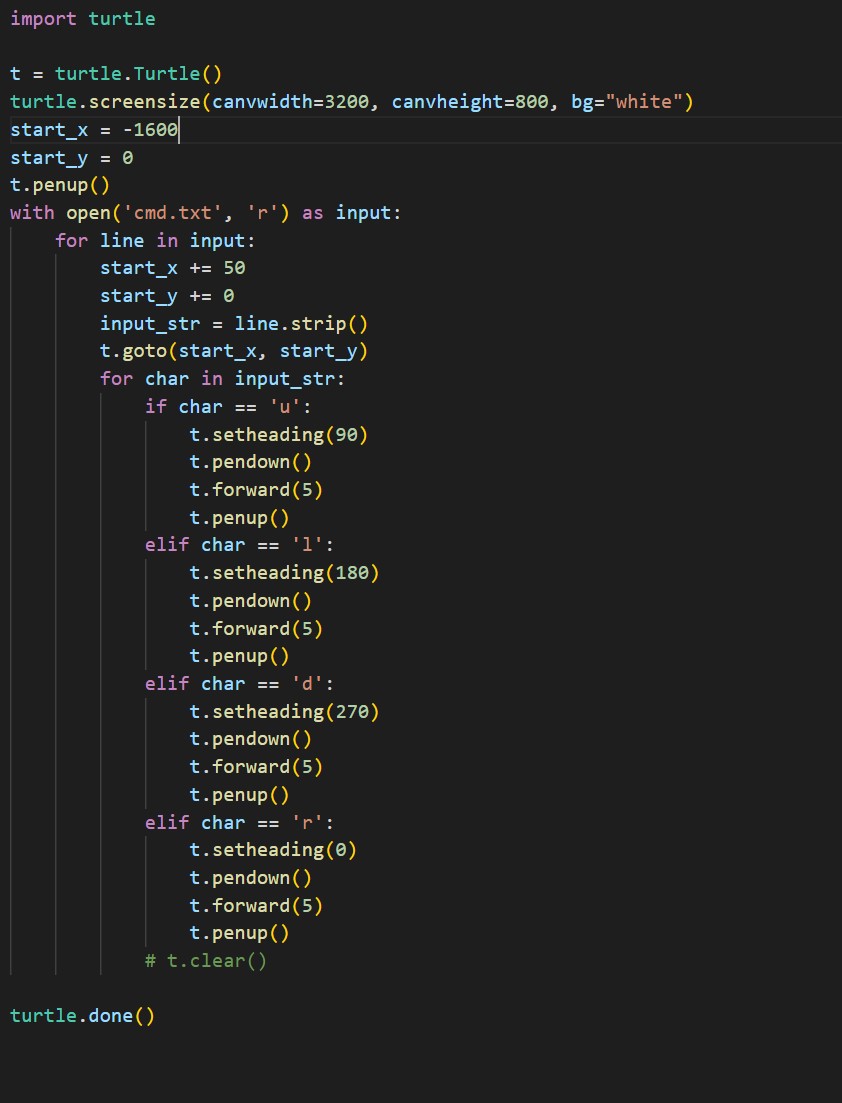 import turtle

t = turtle.Turtle()
turtle.screensize(canvwidth=3200, canvheight=800, bg="white")
start_x = -1600
start_y = 0
t.penup()
with open('cmd.txt', 'r') as input:
    for line in input:
        start_x += 50
        start_y += 0
        input_str = line.strip()
        t.goto(start_x, start_y)
        for char in input_str:
            if char == 'u':
                t.setheading(90)
                t.pendown()
                t.forward(5)
                t.penup()
            elif char == 'l':
                t.setheading(180)
                t.pendown()
                t.forward(5)
                t.penup()
            elif char == 'd':
                t.setheading(270)
                t.pendown()
                t.forward(5)
                t.penup()
            elif char == 'r':
                t.setheading(0)
                t.pendown()
                t.forward(5)
                t.penup()
            # t.clear()

turtle.done()